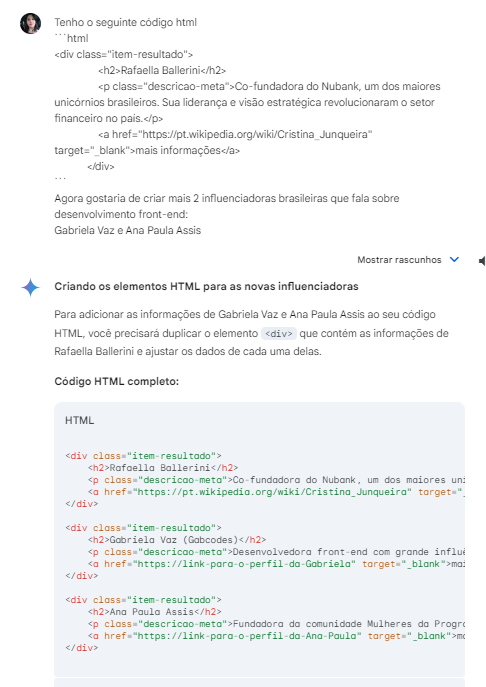 Tenho o seguinte código html
```html
<div class="item-resultado">
<h2>Rafaella Ballerini</h2>
<p class="descricao-meta">Co-fundadora do Nubank, um dos maiores
unicórnios brasileiros. Sua liderança e visão estratégica revolucionaram o setor
financeiro no país.</p>
<a href="https://pt.wikipedia.org/wiki/Cristina_Junqueira"
target="_blank">mais informações</a>
</div>
```
Agora gostaria de criar mais 2 influenciadoras brasileiras que fala sobre
desenvolvimento front-end:
Gabriela Vaz e Ana Paula Assis
Mostrar rascunhos
Criando os elementos HTML para as novas influenciadoras
Para adicionar as informações de Gabriela Vaz e Ana Paula Assis ao seu código
HTML, você precisará duplicar o elemento <div> que contém as informações de
Rafaella Ballerini e ajustar os dados de cada uma delas.
Código HTML completo:
HTML
<div class="item-resultado">
<h2>Rafaella Ballerini</h2>
<p class="descricao-meta">Co-fundadora do Nubank, um dos maiores uni
<a href="https://pt.wikipedia.org/wiki/Cristina_Junqueira" target="_
</div>
<div class="item-resultado">
<h2>Gabriela Vaz (Gabcodes)</h2>
<p class="descricao-meta">Desenvolvedora front-end com grande influê
<a href="https://link-para-o-perfil-da-Gabriela" target="_blank">mai
</div>
<div class="item-resultado">
<h2>Ana Paula Assis</h2>
<p class="descricao-meta">Fundadora da comunidade Mulheres da Progra
<a href="https://link-para-o-perfil-da-Ana-Paula" target="_blank">ma
</div>